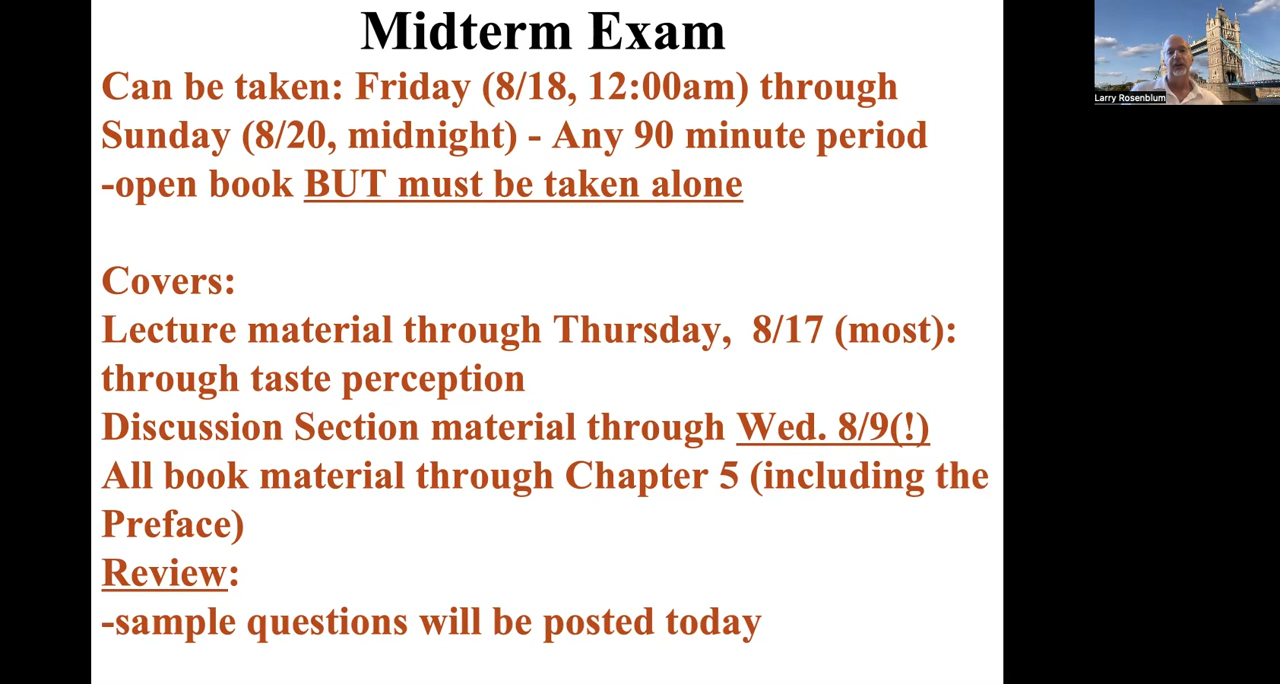 Midterm Exam
Can be taken: Friday (8/18, 12:00am) through
Sunday (8/20, midnight) - Any 90 minute period
-open book BUT must be taken alone
Covers:
Lecture material through Thursday, 8/17 (most):
through taste perception
Discussion Section material through Wed. 8/9(!)
All book material through Chapter 5 (including the
Preface)
Review:
-sample questions will be posted today
Larry Rosenblum